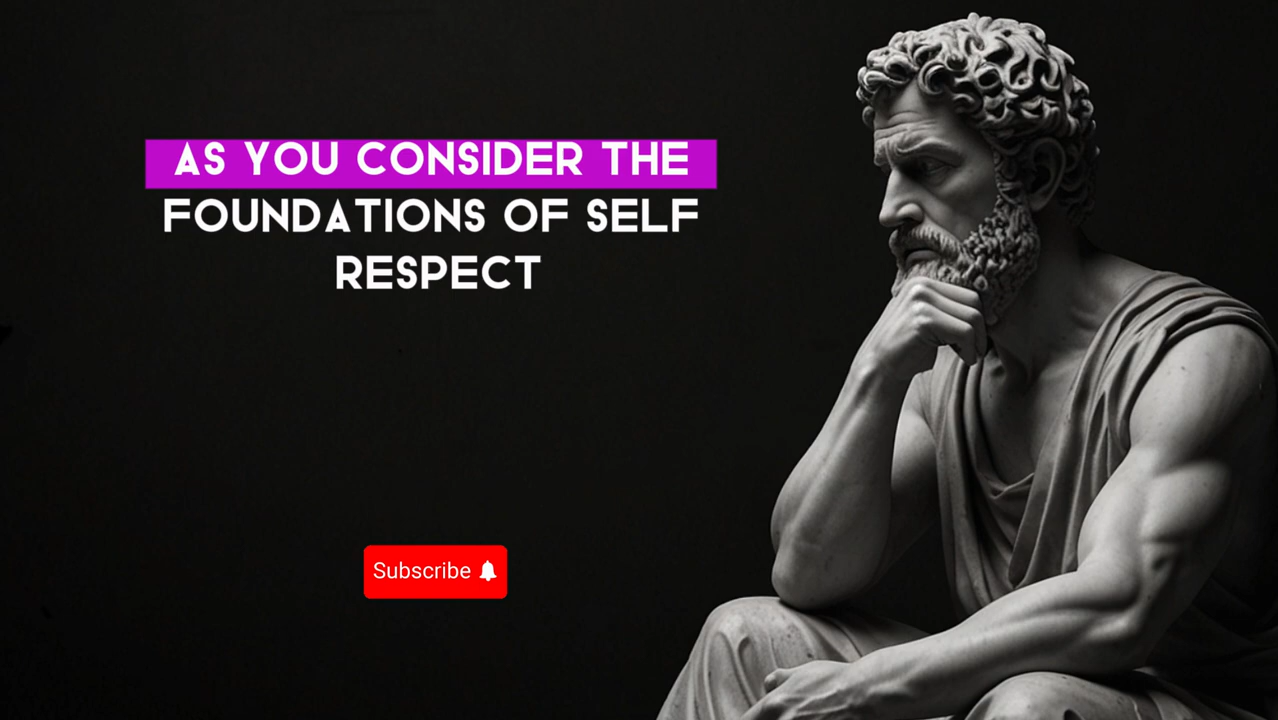 AS YOU CONSIDER THE
FOUNDATIONS OF SELF
RESPECT
Subscribe